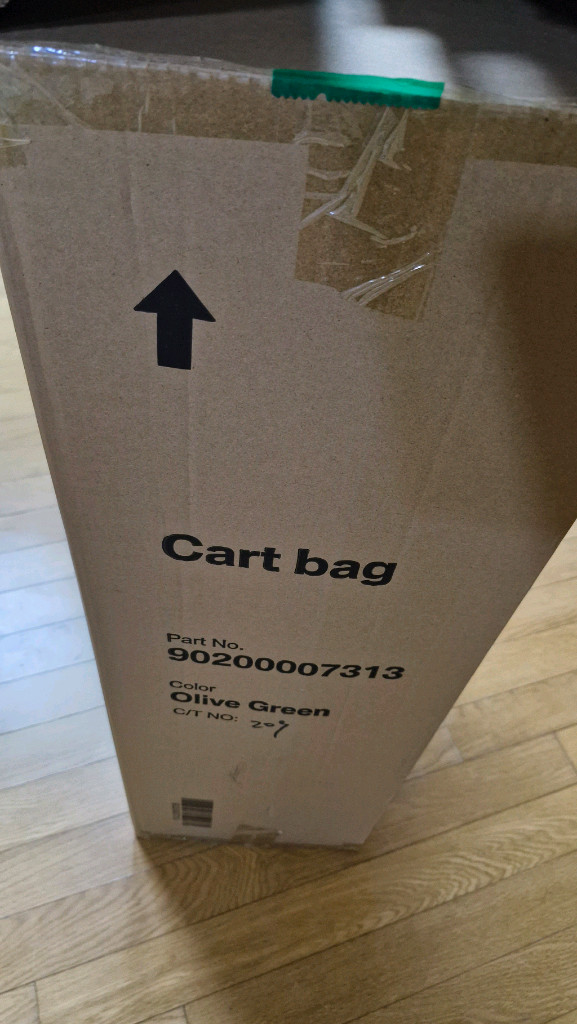 Cart bag
Part No.
90200007313
Color
Olive Green
C/T NO: